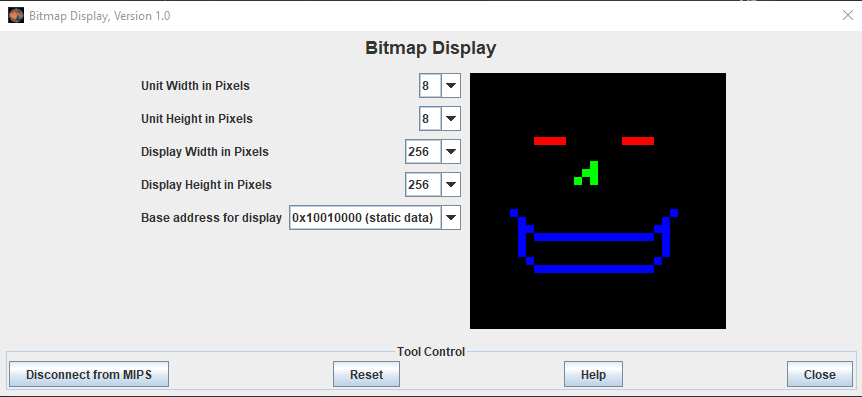 Bitmap Display, Version 1.0
Bitmap Display
Unit Width in Pixels 8
Unit Height in Pixels 8
Display Width in Pixels 256
Display Height in Pixels 256
Base address for display 0x10010000 (static data)
Tool Control
Disconnect from MIPS Reset Help Close